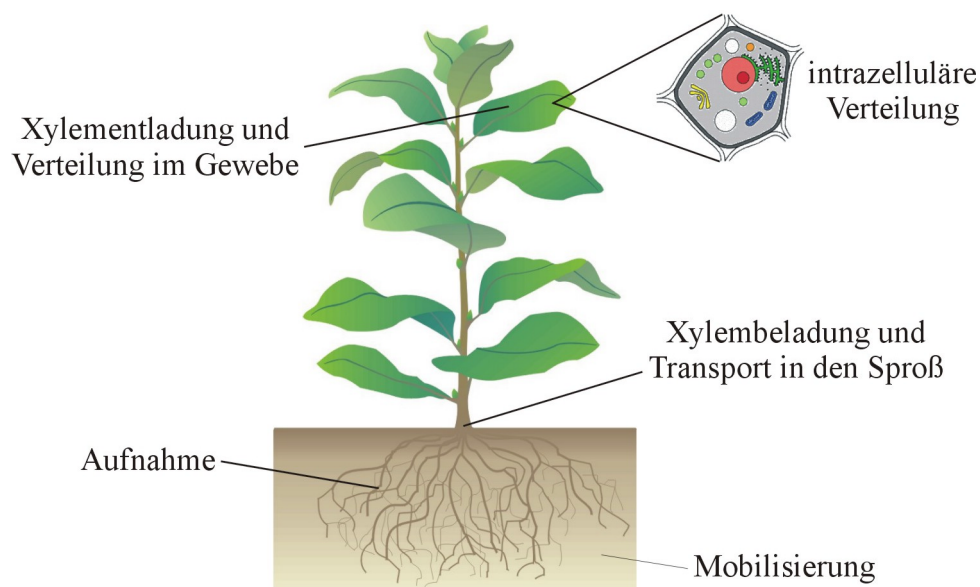 intrazelluläre
Verteilung
Xylementladung und
Verteilung im Gewebe
Xylembeladung und
Transport in den Sproß
Aufnahme
Mobilisierung